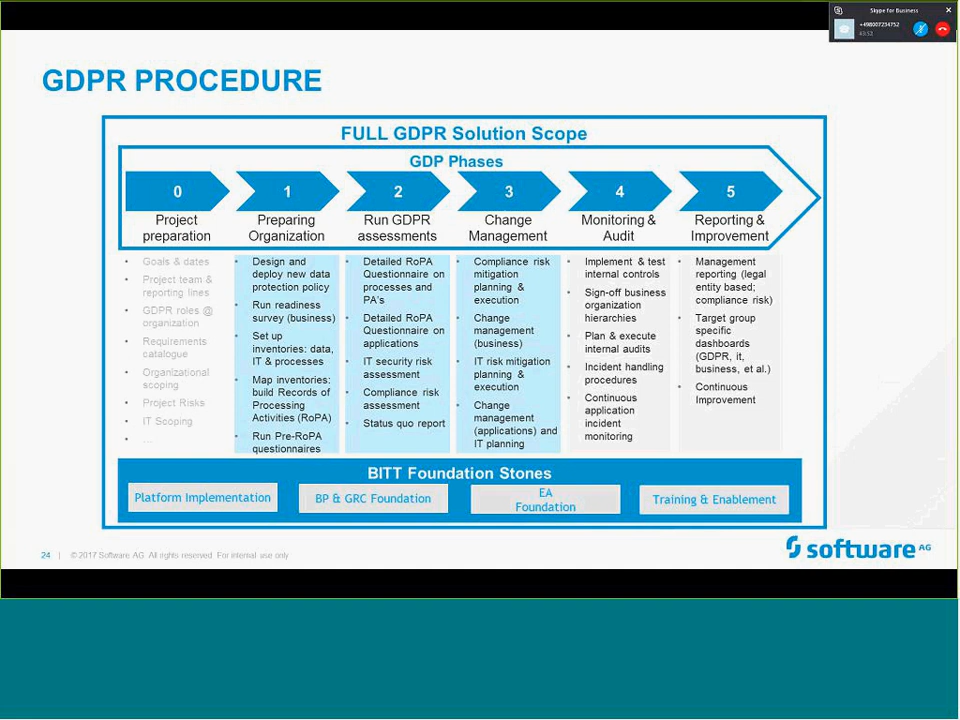 Skype for Business
+498007234752
43:52
GDPR PROCEDURE
FULL GDPR Solution Scope
GDP Phases
0
1
2
3
4
5
Project
preparation
Preparing
Organization
Run GDPR
assessments
Change
Management
Monitoring &
Audit
Reporting &
Improvement
• Goals & dates
• Project team &
reporting lines
• GDPR roles @
organization
• Requirements
catalogue
• Organizational
scoping
• Project Risks
• IT Scoping
• ...
• Design and
deploy new data
protection policy
• Run readiness
survey (business)
• Set up
inventories: data,
IT & processes
• Map inventories:
build Records of
Processing
Activities (RoPA)
• Run Pre-RoPA
questionnaires
• Detailed RoPA
Questionnaire on
processes and
PA's
• Detailed RoPA
Questionnaire on
applications
• IT security risk
assessment
• Compliance risk
assessment
• Status quo report
• Compliance risk
mitigation
planning &
execution
• Change
management
(business)
• IT risk mitigation
planning &
execution
• Change
management
(applications) and
IT planning
• Implement & test
internal controls
• Sign-off business
organization
hierarchies
• Plan & execute
internal audits
• Incident handling
procedures
• Continuous
application
incident
monitoring
• Management
reporting (legal
entity based;
compliance risk)
• Target group
specific
dashboards
(GDPR, it,
business, et al.)
• Continuous
Improvement
BITT Foundation Stones
Platform Implementation
BP & GRC Foundation
EA
Foundation
Training & Enablement
24 | © 2017 Software AG. All rights reserved. For internal use only
software AG